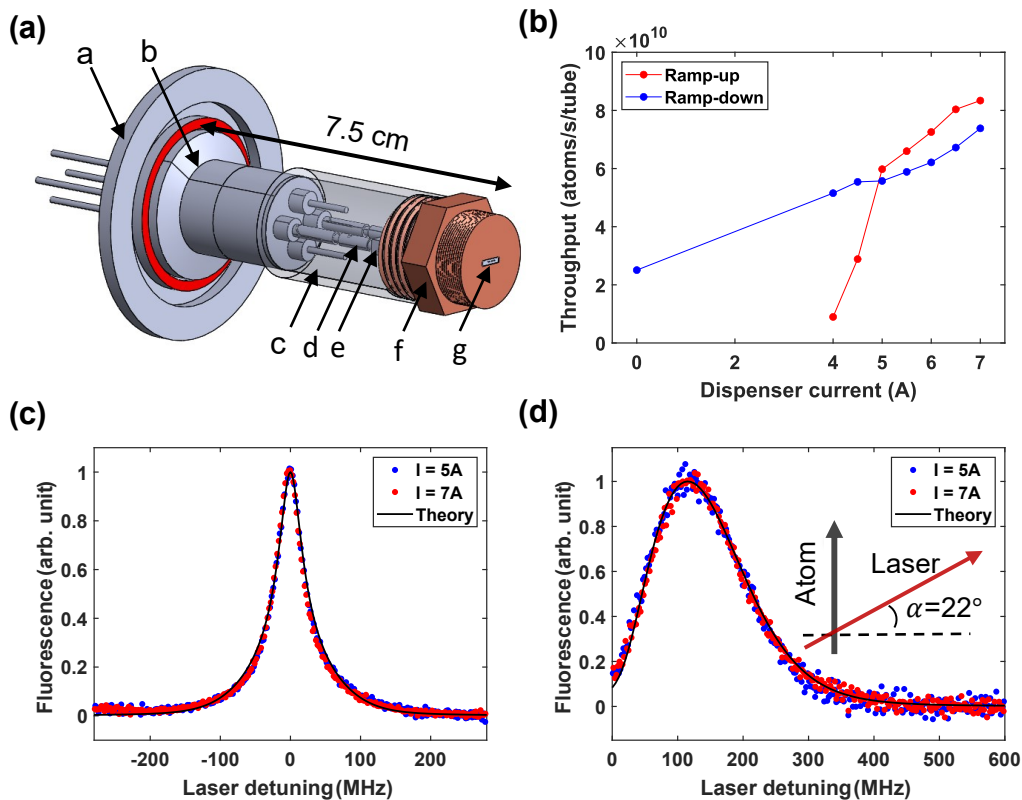 (a)
a
b
7.5 cm
c
d
e
f
g
(b)
×10¹⁰
Throughput (atoms/s/tube)
10
8
6
4
2
0
Ramp-up
Ramp-down
0
2
4
5
6
7
Dispenser current (A)
(c)
Fluorescence (arb. unit)
1
0.8
0.6
0.4
0.2
0
I = 5A
I = 7A
Theory
-200
-100
0
100
200
Laser detuning (MHz)
(d)
Fluorescence (arb. unit)
1
0.8
0.6
0.4
0.2
0
I = 5A
I = 7A
Theory
Atom
Laser
α=22°
0
100
200
300
400
500
600
Laser detuning (MHz)